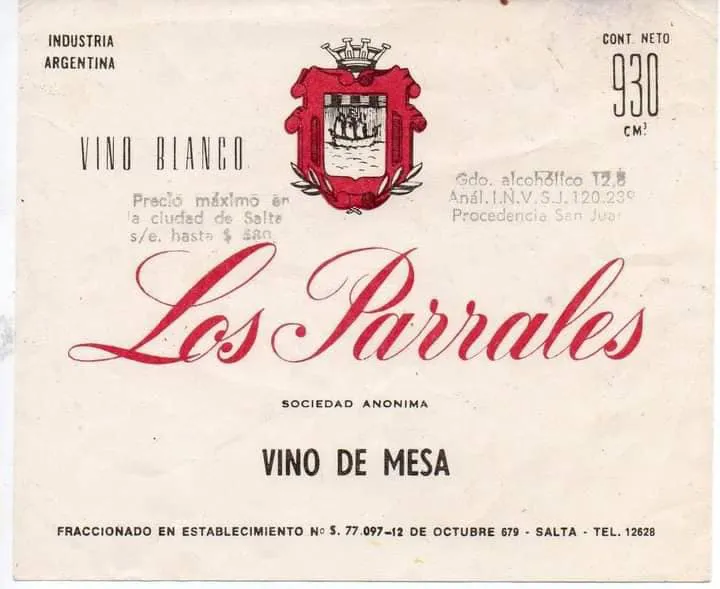 INDUSTRIA
ARGENTINA
CONT. NETO
930
CM³
VINO BLANCO
Precio máximo en
la ciudad de Salta
s/e. hasta $
Gdo. alcohólico 12,8
Anál.I.N.V.S.J.120.239
Procedencia San Juan
Los Parrales
SOCIEDAD ANONIMA
VINO DE MESA
FRACCIONADO EN ESTABLECIMIENTO Nº S. 77.097-12 DE OCTUBRE 679 - SALTA - TEL. 12628